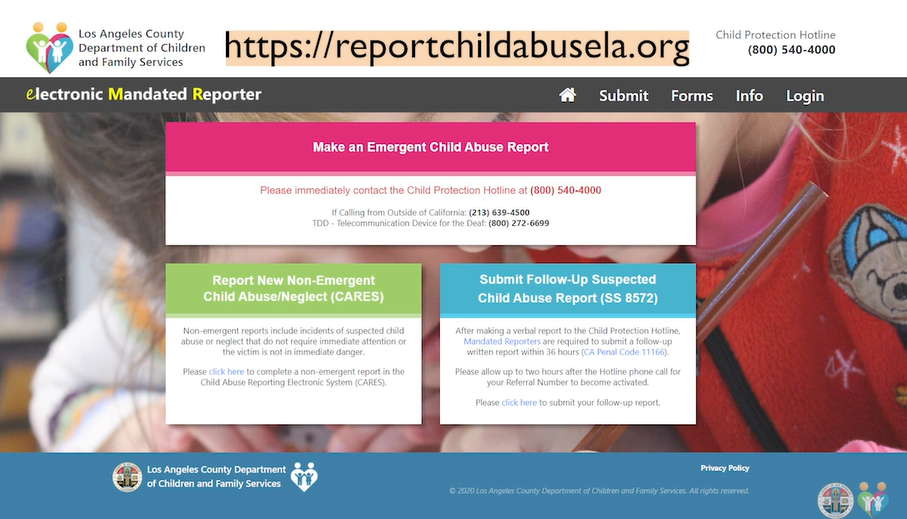 Los Angeles County
Department of Children
and Family Services
https://reportchildabusela.org
Child Protection Hotline
(800) 540-4000
electronic Mandated Reporter
Submit
Forms
Info
Login
Make an Emergent Child Abuse Report
Please immediately contact the Child Protection Hotline at (800) 540-4000
If Calling from Outside of California: (213) 639-4500
TDD - Telecommunication Device for the Deaf: (800) 272-6699
Report New Non-Emergent
Child Abuse/Neglect (CARES)
Non-emergent reports include incidents of suspected child
abuse or neglect that do not require immediate attention or
the victim is not in immediate danger.
Please click here to complete a non-emergent report in the
Child Abuse Reporting Electronic System (CARES).
Submit Follow-Up Suspected
Child Abuse Report (SS 8572)
After making a verbal report to the Child Protection Hotline,
Mandated Reporters are required to submit a follow-up
written report within 36 hours (CA Penal Code 11166).
Please allow up to two hours after the Hotline phone call for
your Referral Number to become activated.
Please click here to submit your follow-up report.
Los Angeles County Department
of Children and Family Services
Privacy Policy
© 2020 Los Angeles County Department of Children and Family Services. All rights reserved.